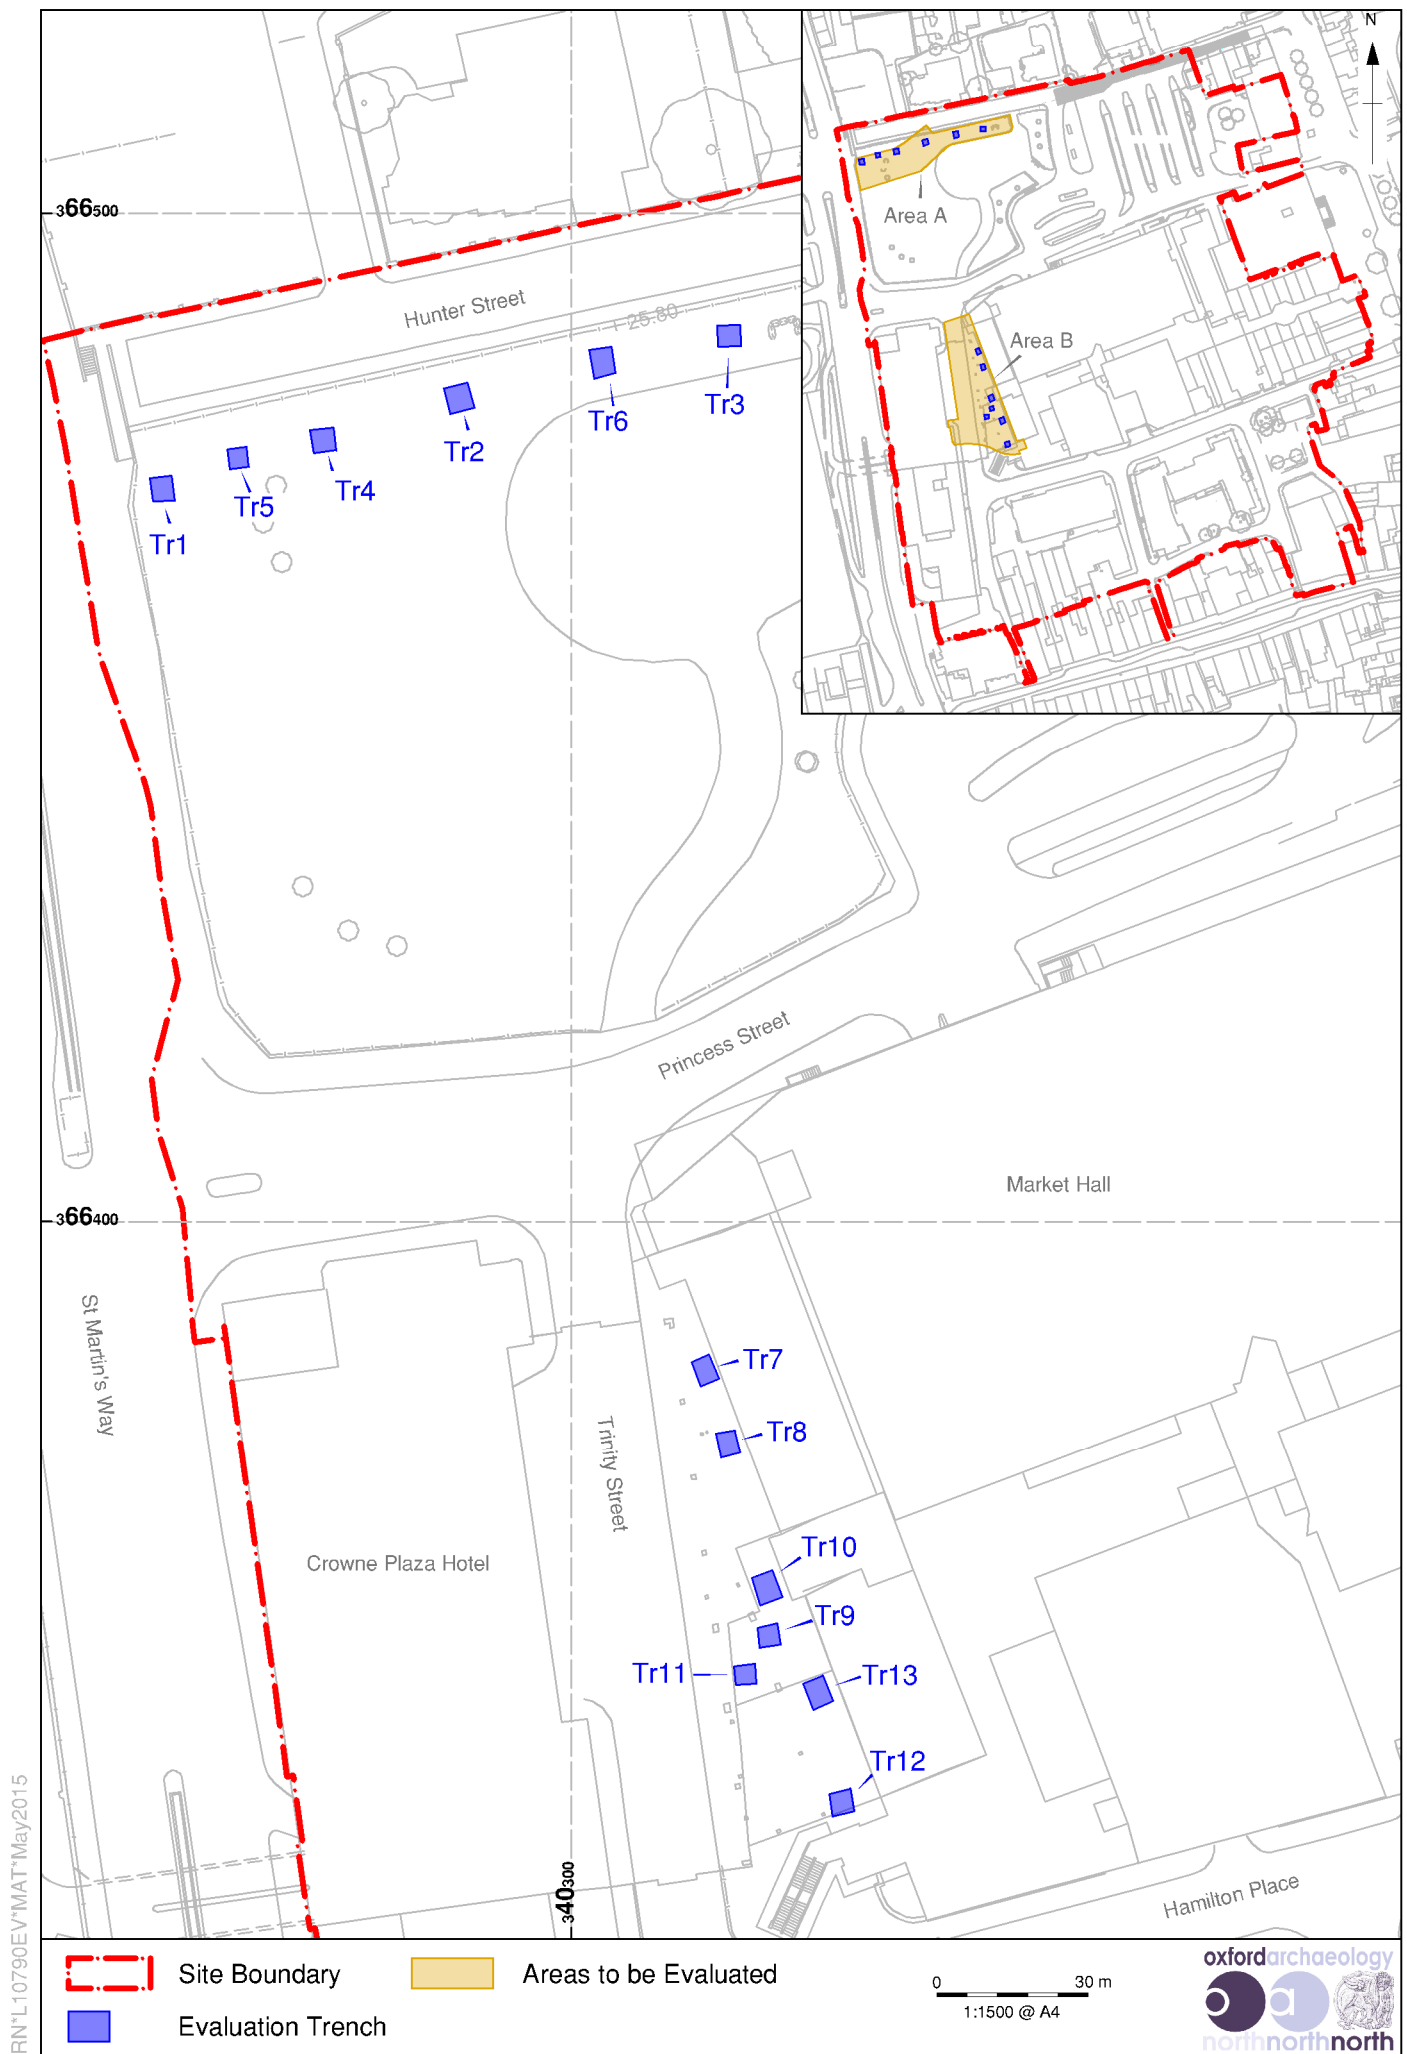 N
Area A
Area B
366500
Hunter Street
25.80
Tr1
Tr5
Tr4
Tr2
Tr6
Tr3
Princess Street
Market Hall
366400
St Martin's Way
Trinity Street
Crowne Plaza Hotel
Tr7
Tr8
Tr10
Tr9
Tr11
Tr13
Tr12
340300
Hamilton Place
RN*L10790EV*MAT*May2015
Site Boundary
Areas to be Evaluated
Evaluation Trench
0 30 m
1:1500 @ A4
oxfordarchaeology
oa
northnorthnorth